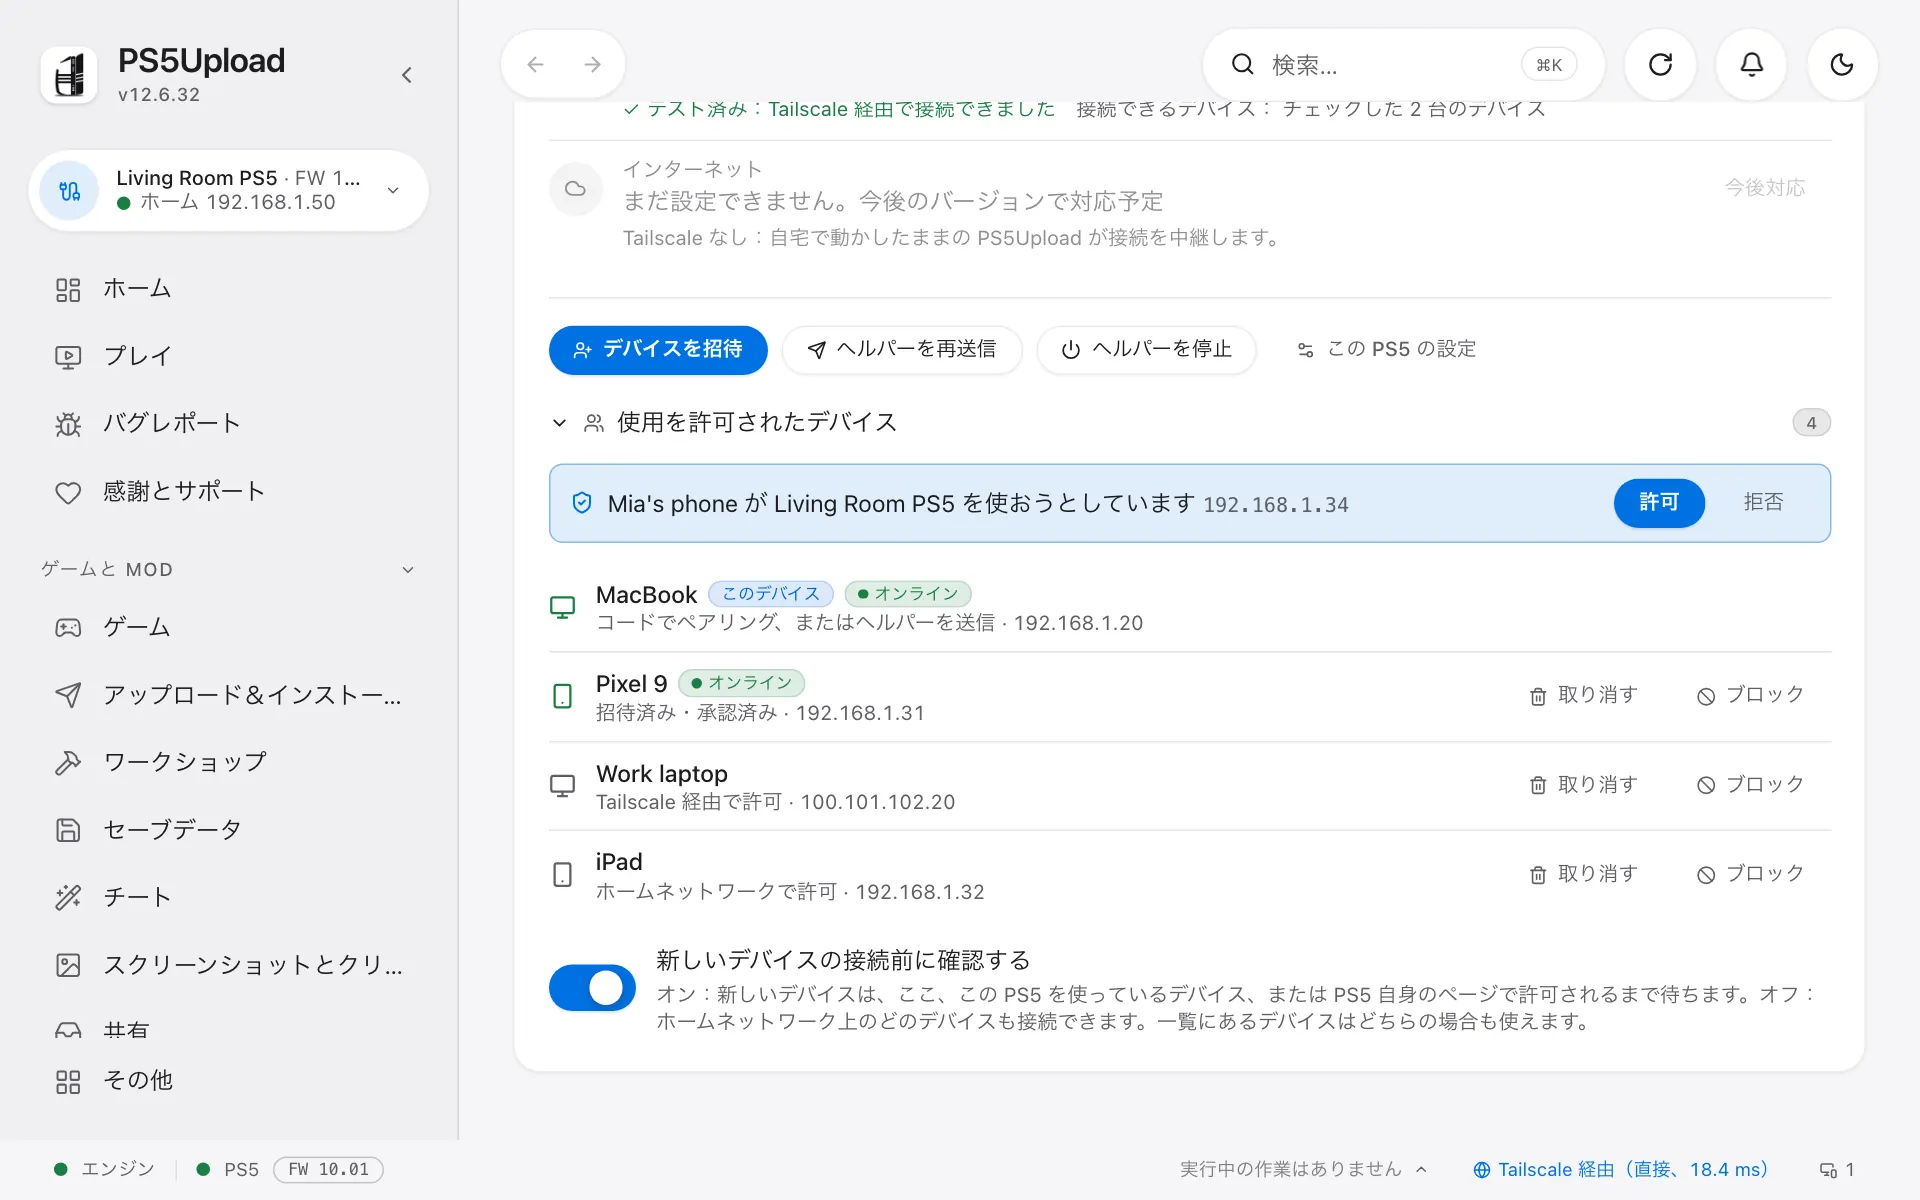 PS5Upload
v12.6.32
Living Room PS5 · FW 1...
ホーム 192.168.1.50
ホーム
プレイ
バグレポート
感謝とサポート
ゲームと MOD
ゲーム
アップロード＆インストー...
ワークショップ
セーブデータ
チート
スクリーンショットとクリ...
共有
その他
検索...
⌘K
テスト済み：Tailscale 経由で接続できました 接続できるデバイス： チェックした 2 台のデバイス
インターネット
まだ設定できません。今後のバージョンで対応予定
Tailscale なし：自宅で動かしたままの PS5Upload が接続を中継します。
今後対応
デバイスを招待
ヘルパーを再送信
ヘルパーを停止
この PS5 の設定
使用を許可されたデバイス
4
Mia's phone が Living Room PS5 を使おうとしています 192.168.1.34
許可
拒否
MacBook このデバイス オンライン
コードでペアリング、またはヘルパーを送信 · 192.168.1.20
Pixel 9 オンライン
招待済み・承認済み · 192.168.1.31
取り消す ブロック
Work laptop
Tailscale 経由で許可 · 100.101.102.20
取り消す ブロック
iPad
ホームネットワークで許可 · 192.168.1.32
取り消す ブロック
新しいデバイスの接続前に確認する
オン：新しいデバイスは、ここ、この PS5 を使っているデバイス、または PS5 自身のページで許可されるまで待ちます。オフ：
ホームネットワーク上のどのデバイスも接続できます。一覧にあるデバイスはどちらの場合も使えます。
エンジン
PS5
FW 10.01
実行中の作業はありません
Tailscale 経由（直接、18.4 ms）
1